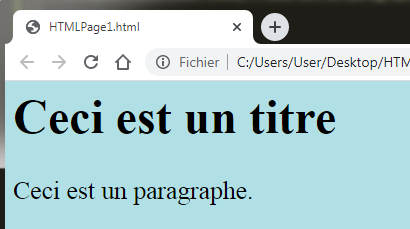 HTMLPage1.html
Fichier | C:/Users/User/Desktop/HTM
Ceci est un titre
Ceci est un paragraphe.